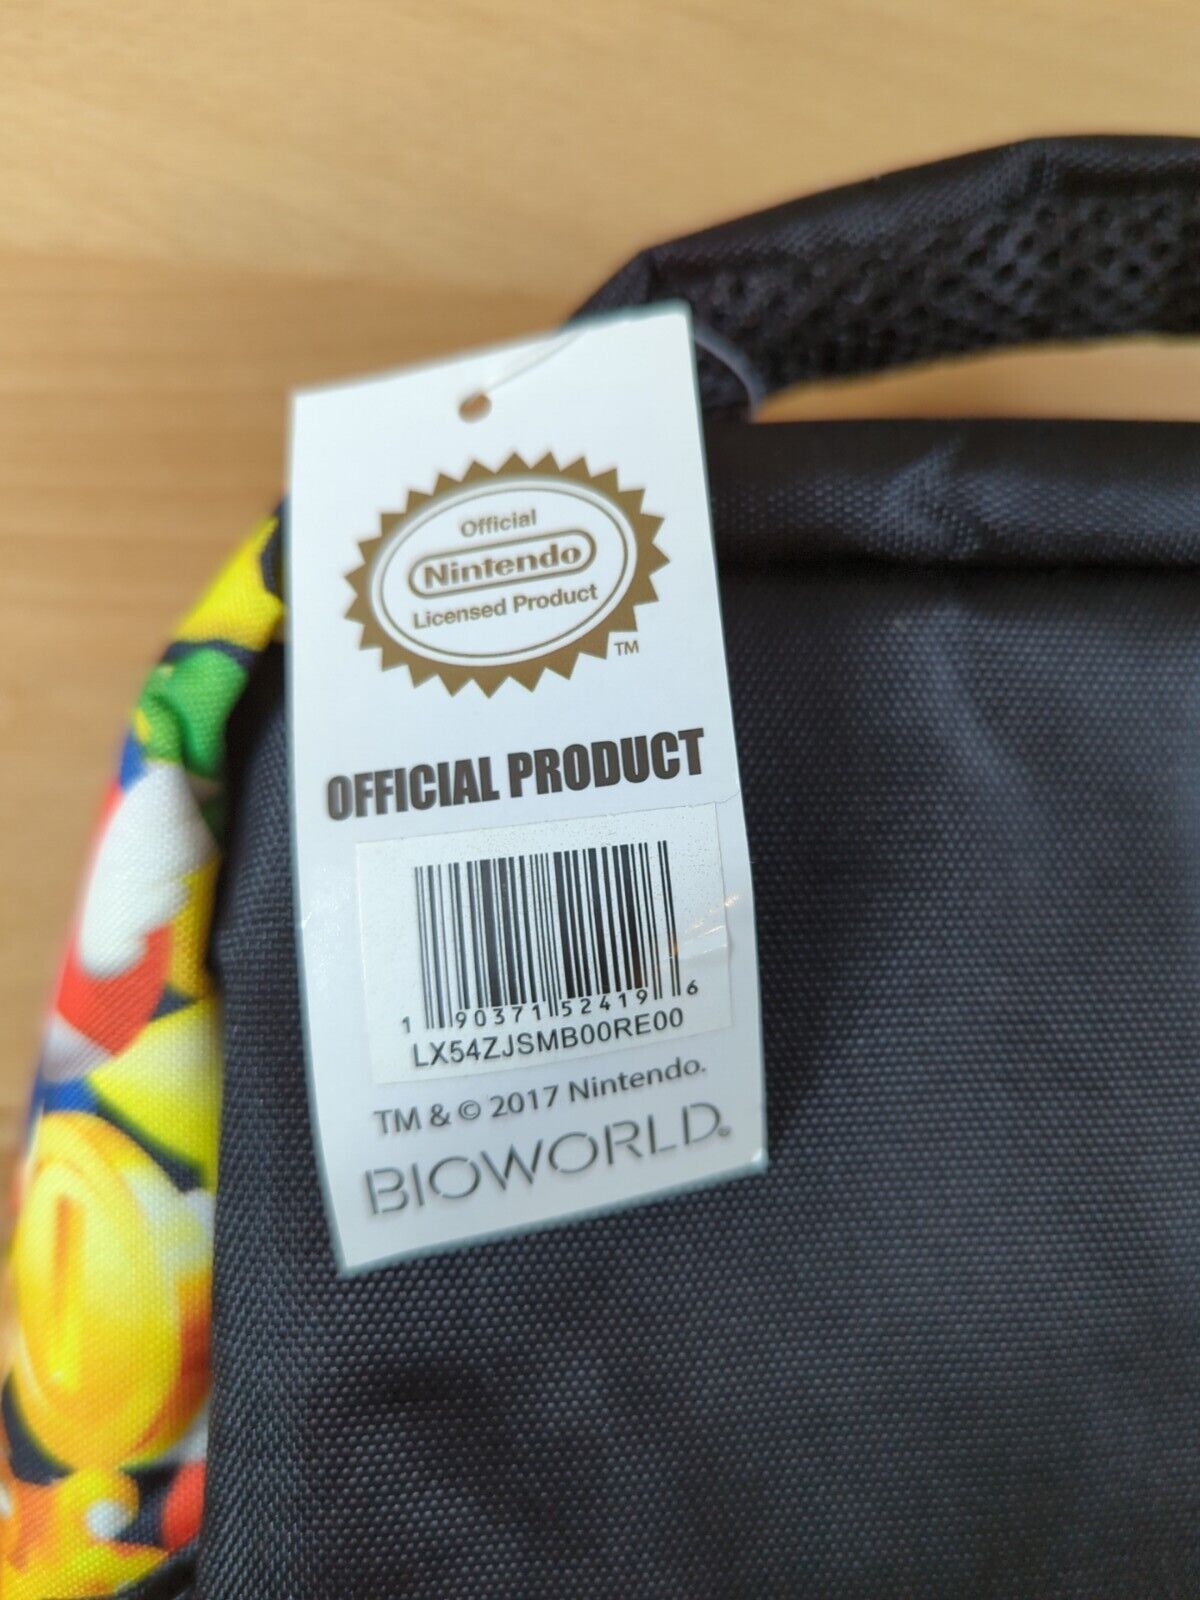 Official
Nintendo
Licensed Product
TM
OFFICIAL PRODUCT
1 90371 52419 6
LX54ZJSMB00RE00
TM & © 2017 Nintendo.
BIOWORLD®